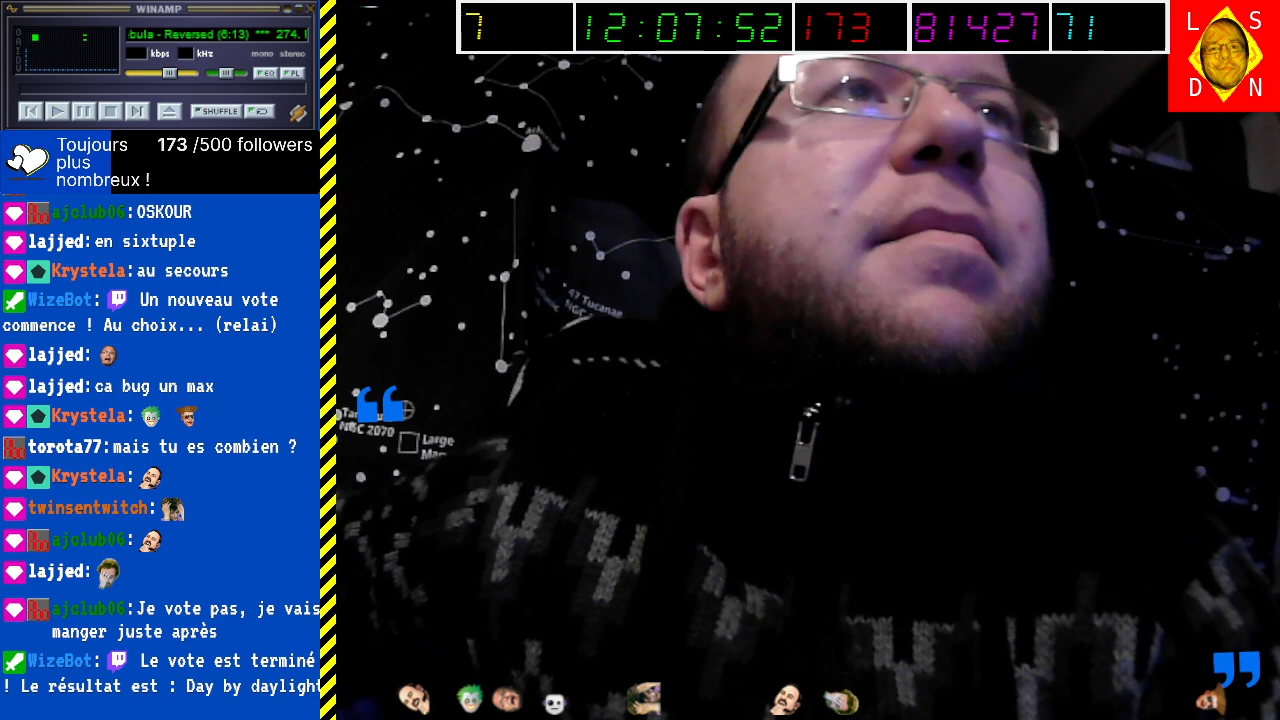 WINAMP
bula - Reversed (6:13) *** 274.
kbps
kHz
mono stereo
EQ
PL
SHUFFLE
Toujours plus nombreux !
173 /500 followers
7
12:07:52
173
81427
71
L S
D N
ajclub06:OSKOUR
lajjed:en sixtuple
Krystela:au secours
WizeBot: Un nouveau vote
commence ! Au choix... (relai)
lajjed:
lajjed:ca bug un max
Krystela:
torota77:mais tu es combien ?
Krystela:
twinsentwitch:
ajclub06:
lajjed:
ajclub06:Je vote pas, je vais
manger juste après
WizeBot: Le vote est terminé
! Le résultat est : Day by daylight
47 Tucanae
NGC
NGC 2070
Large